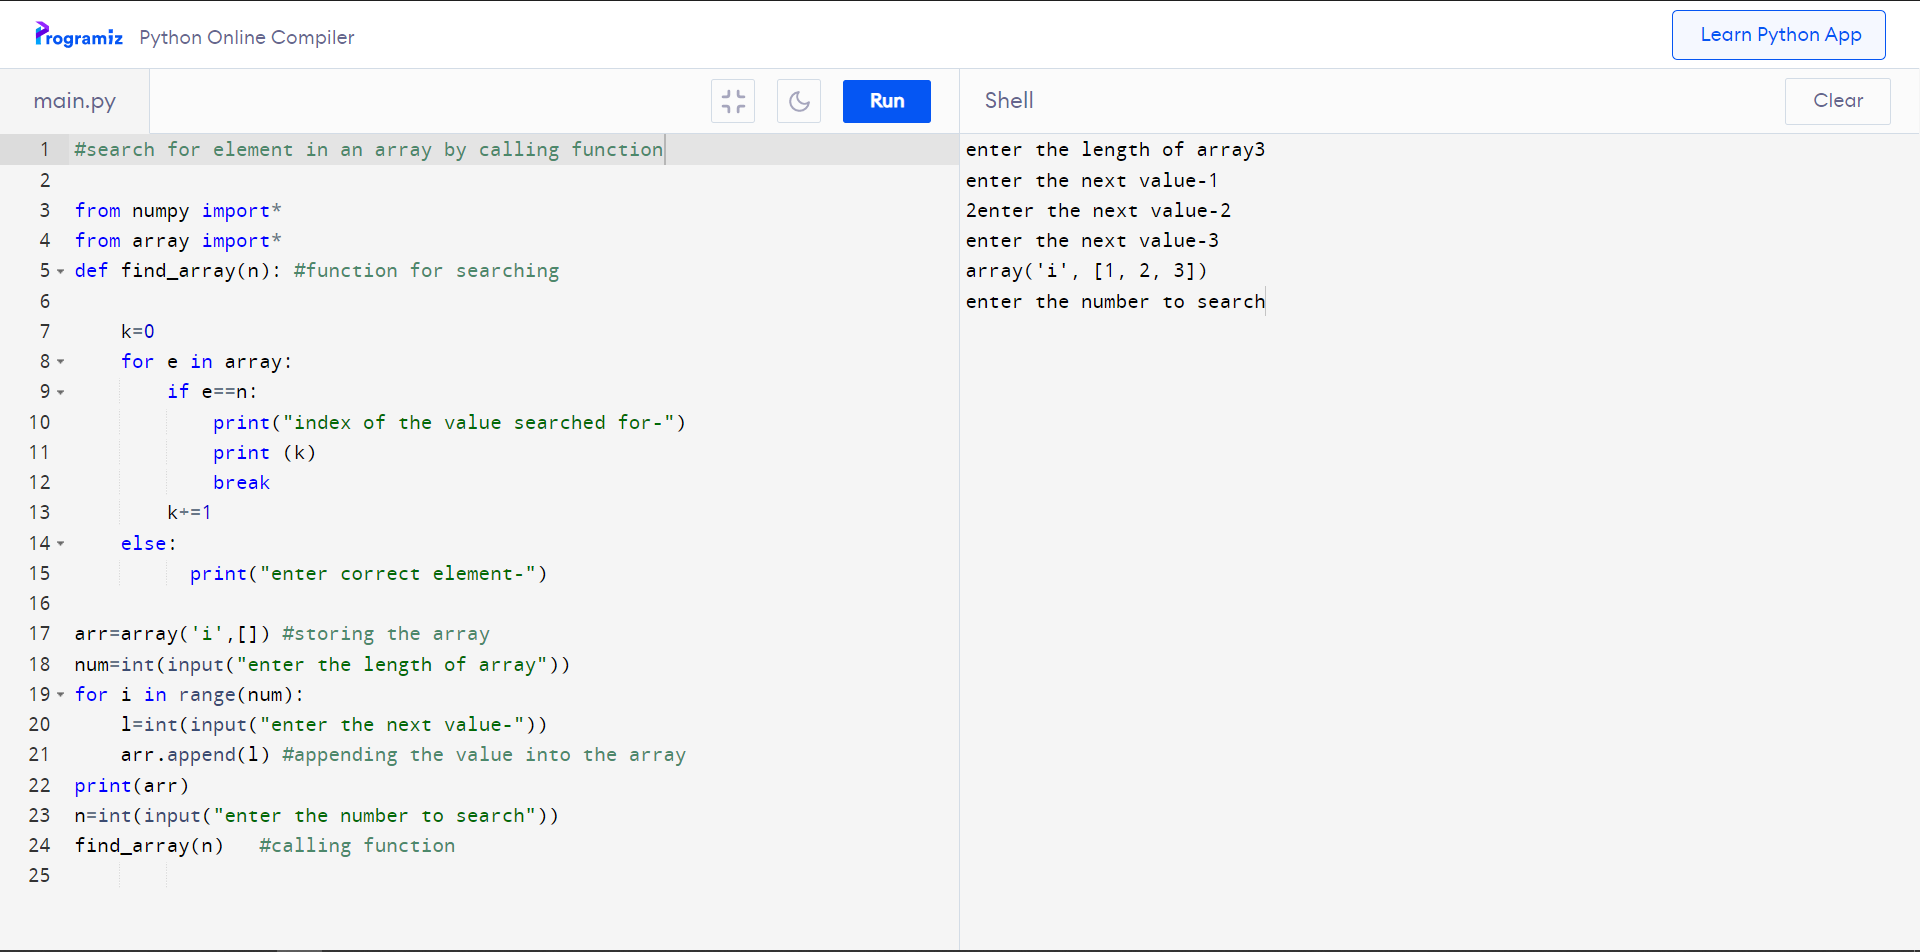 Programiz Python Online Compiler
Learn Python App
main.py
Run
Shell
Clear
1 #search for element in an array by calling function
2
3 from numpy import*
4 from array import*
5 def find_array(n): #function for searching
6
7     k=0
8     for e in array:
9         if e==n:
10             print("index of the value searched for-")
11             print (k)
12             break
13         k+=1
14     else:
15           print("enter correct element-")
16
17 arr=array('i',[]) #storing the array
18 num=int(input("enter the length of array"))
19 for i in range(num):
20     l=int(input("enter the next value-"))
21     arr.append(l) #appending the value into the array
22 print(arr)
23 n=int(input("enter the number to search"))
24 find_array(n)   #calling function
25
enter the length of array3
enter the next value-1
2enter the next value-2
enter the next value-3
array('i', [1, 2, 3])
enter the number to search